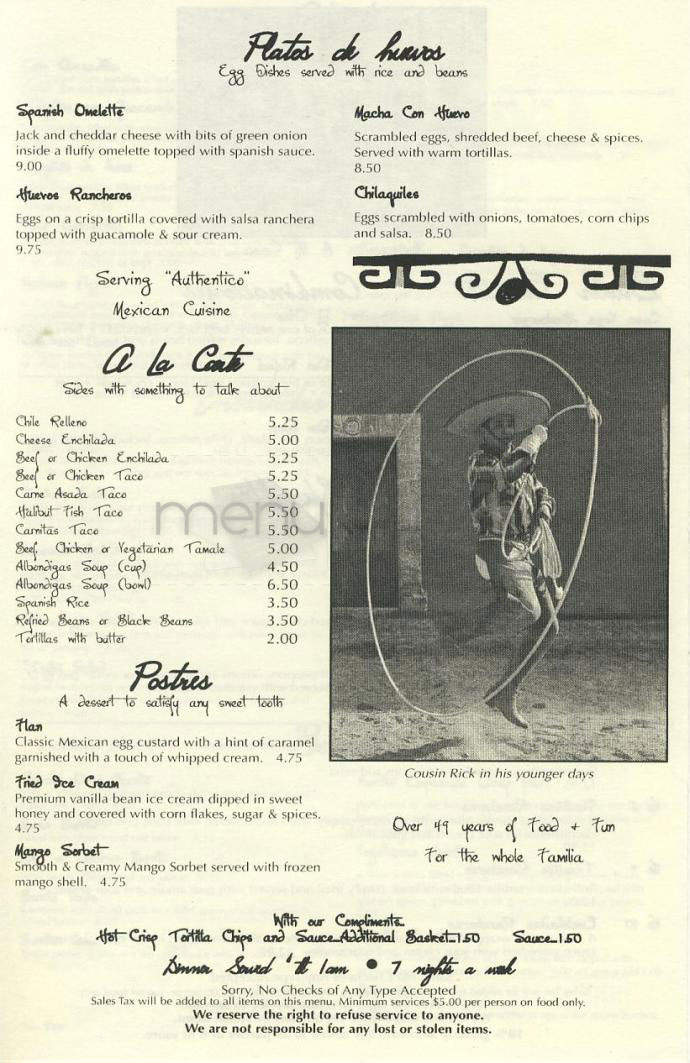 Platos de huevos
Egg Dishes served with rice and beans
Spanish Omelette
Jack and cheddar cheese with bits of green onion
inside a fluffy omelette topped with spanish sauce.
9.00
Huevos Rancheros
Eggs on a crisp tortilla covered with salsa ranchera
topped with guacamole & sour cream.
9.75
Macha Con Huevo
Scrambled eggs, shredded beef, cheese & spices.
Served with warm tortillas.
8.50
Chilaquiles
Eggs scrambled with onions, tomatoes, corn chips
and salsa. 8.50
Serving "Authentico"
Mexican Cuisine
A La Carte
Sides with something to talk about
Chile Relleno 5.25
Cheese Enchilada 5.00
Beef or Chicken Enchilada 5.25
Beef or Chicken Taco 5.25
Carne Asada Taco 5.50
Halibut Fish Taco 5.50
Carnitas Taco 5.50
Beef, Chicken or Vegetarian Tamale 5.00
Albondigas Soup (cup) 4.50
Albondigas Soup (bowl) 6.50
Spanish Rice 3.50
Refried Beans or Black Beans 3.50
Tortillas with butter 2.00
menu
Postres
A dessert to satisfy any sweet tooth
Flan
Classic Mexican egg custard with a hint of caramel
garnished with a touch of whipped cream. 4.75
Fried Ice Cream
Premium vanilla bean ice cream dipped in sweet
honey and covered with corn flakes, sugar & spices.
4.75
Mango Sorbet
Smooth & Creamy Mango Sorbet served with frozen
mango shell. 4.75
Cousin Rick in his younger days
Over 49 years of Food + Fun
For the whole Familia
With our Compliments...
Hot Crisp Tortilla Chips and Sauce...Additional Basket...1.50 Sauce...1.50
Dinner Served 'til 1am • 7 nights a week
Sorry, No Checks of Any Type Accepted
Sales Tax will be added to all items on this menu. Minimum services $5.00 per person on food only.
We reserve the right to refuse service to anyone.
We are not responsible for any lost or stolen items.